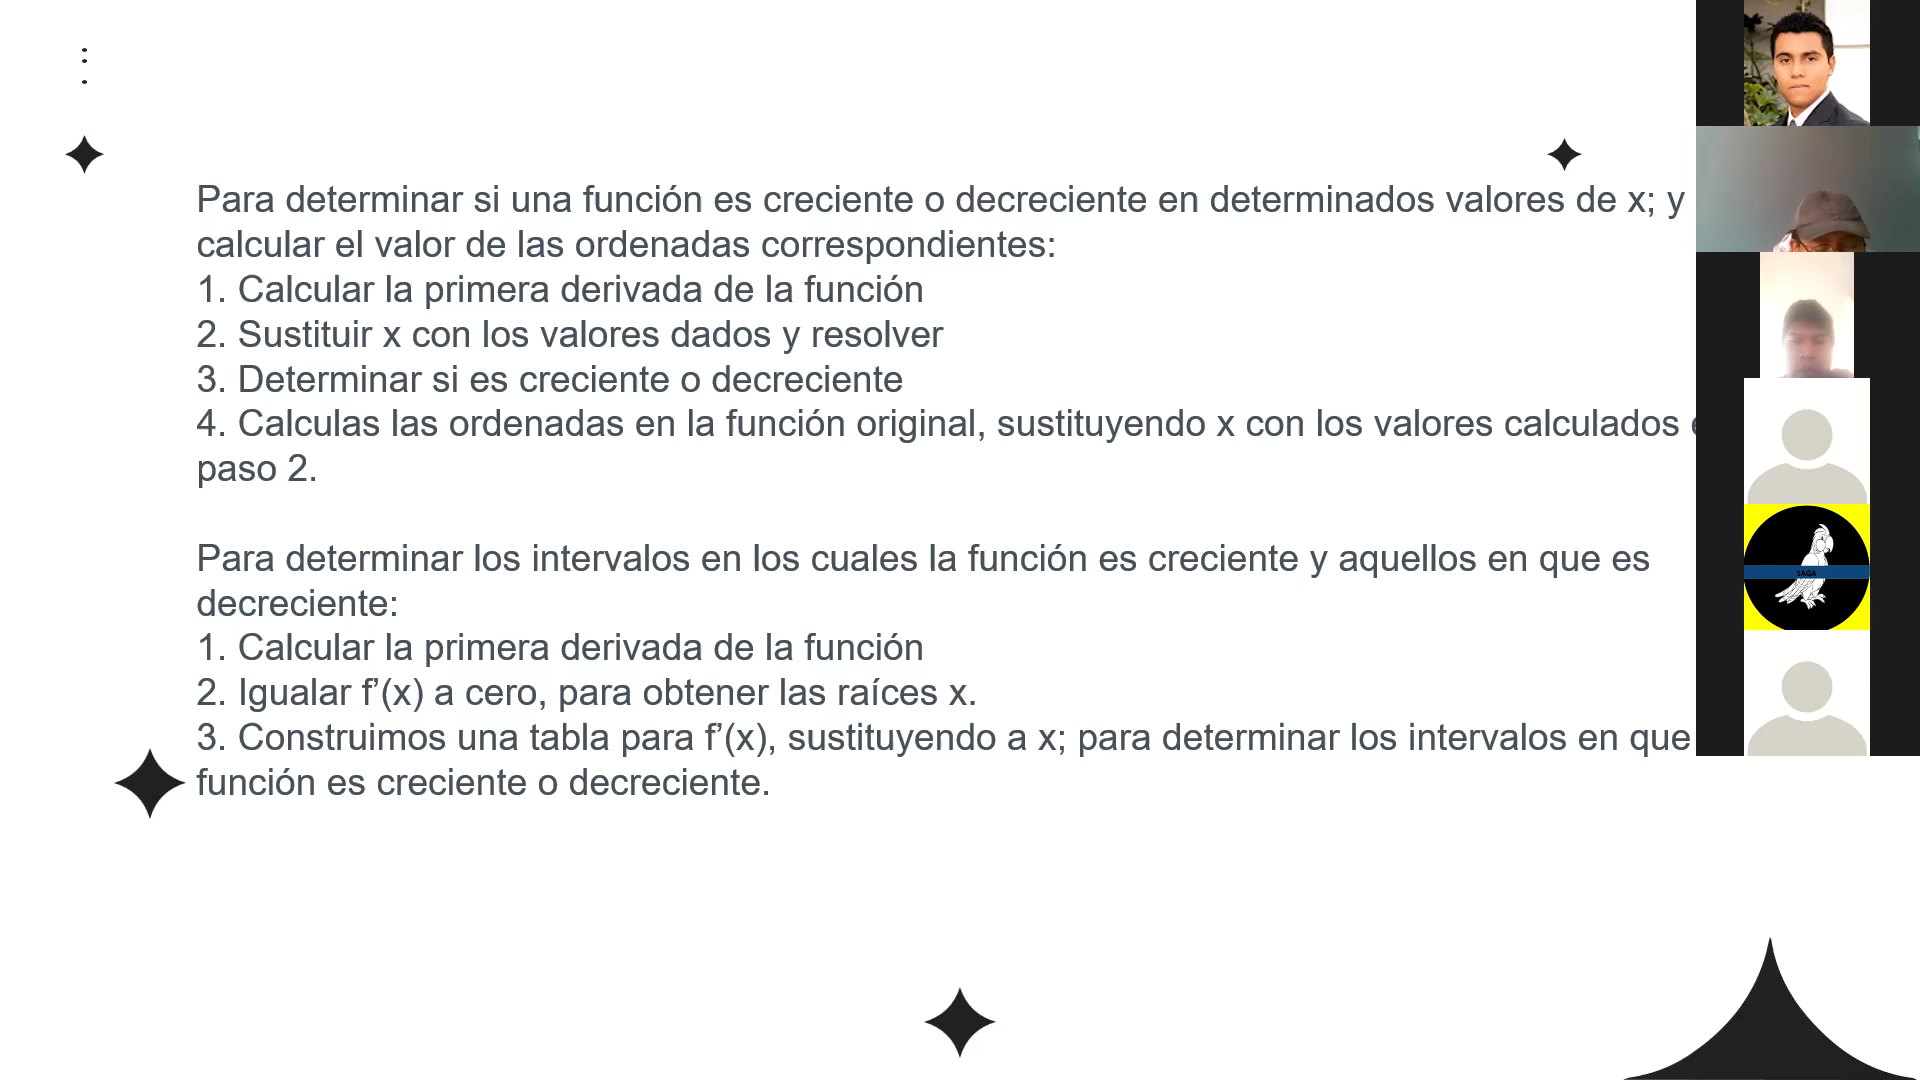 Para determinar si una función es creciente o decreciente en determinados valores de x; y
calcular el valor de las ordenadas correspondientes:
1. Calcular la primera derivada de la función
2. Sustituir x con los valores dados y resolver
3. Determinar si es creciente o decreciente
4. Calculas las ordenadas en la función original, sustituyendo x con los valores calculados
paso 2.
Para determinar los intervalos en los cuales la función es creciente y aquellos en que es
decreciente:
1. Calcular la primera derivada de la función
2. Igualar f’(x) a cero, para obtener las raíces x.
3. Construimos una tabla para f’(x), sustituyendo a x; para determinar los intervalos en que
función es creciente o decreciente.
SAGA